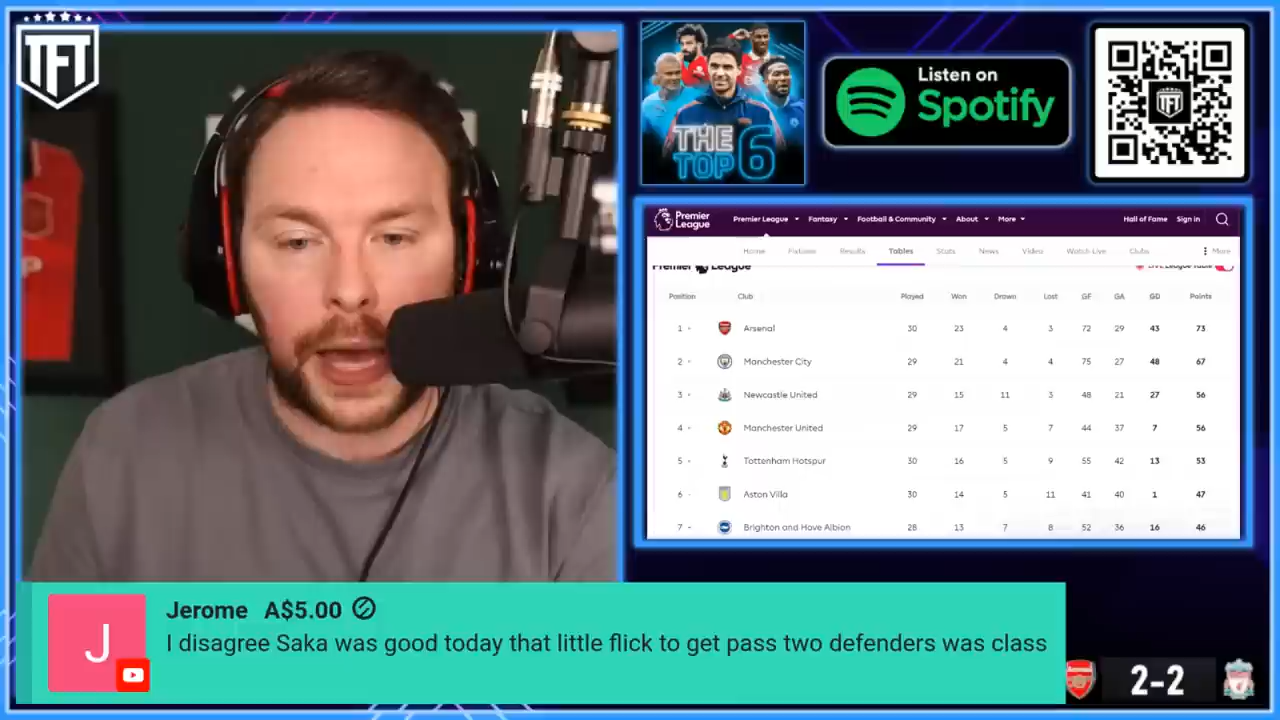 TFT
THE
TOP 6
Listen on
Spotify
TFT
Premier
League
Premier League
Fantasy
Football & Community
About
More
Hall of Fame
Sign in
Home
Fixtures
Results
Tables
Stats
News
Video
Watch Live
Clubs
More
Premier League
Live League Table
Position Club Played Won Drawn Lost GF GA GD Points
1 Arsenal 30 23 4 3 72 29 43 73
2 Manchester City 29 21 4 4 75 27 48 67
3 Newcastle United 29 15 11 3 48 21 27 56
4 Manchester United 29 17 5 7 44 37 7 56
5 Tottenham Hotspur 30 16 5 9 55 42 13 53
6 Aston Villa 30 14 5 11 41 40 1 47
7 Brighton and Hove Albion 28 13 7 8 52 36 16 46
J
Jerome A$5.00
I disagree Saka was good today that little flick to get pass two defenders was class
2-2